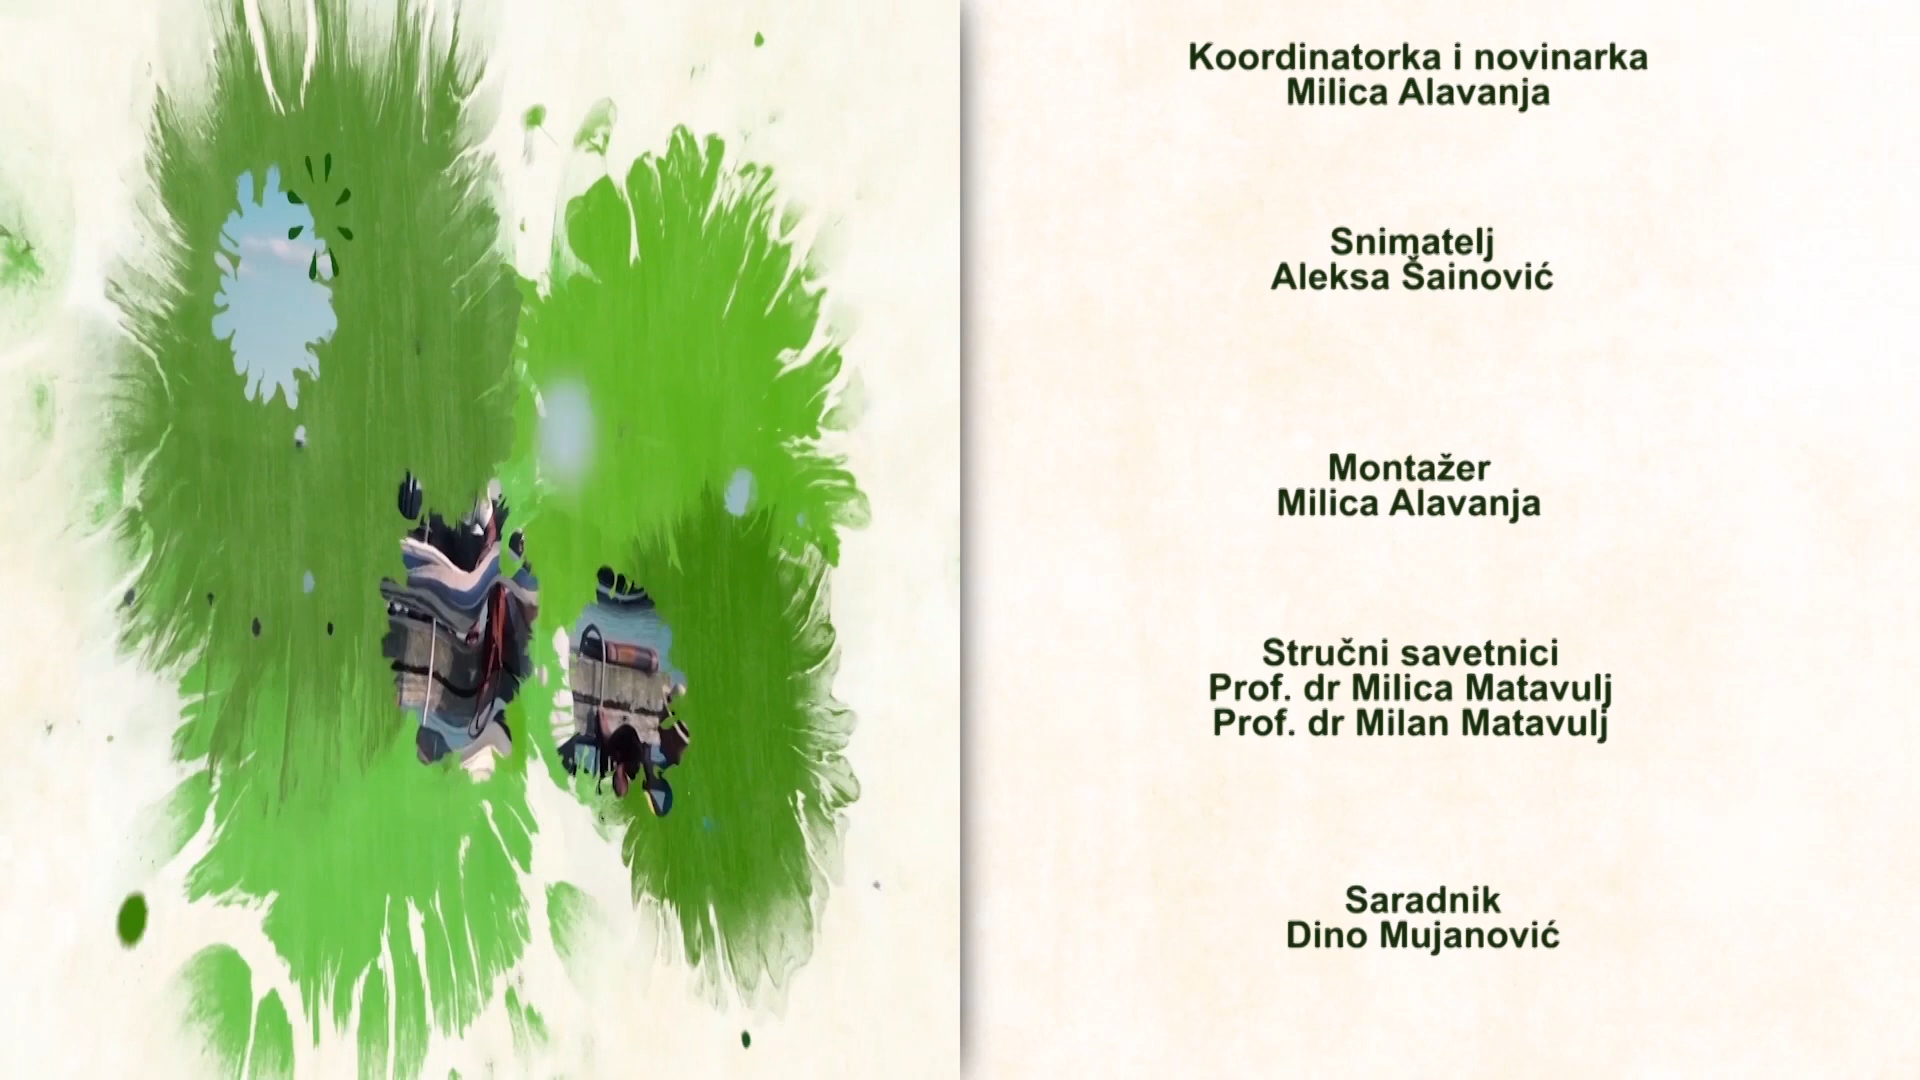 Koordinatorka i novinarka
Milica Alavanja
Snimatelj
Aleksa Šainović
Montažer
Milica Alavanja
Stručni savetnici
Prof. dr Milica Matavulj
Prof. dr Milan Matavulj
Saradnik
Dino Mujanović